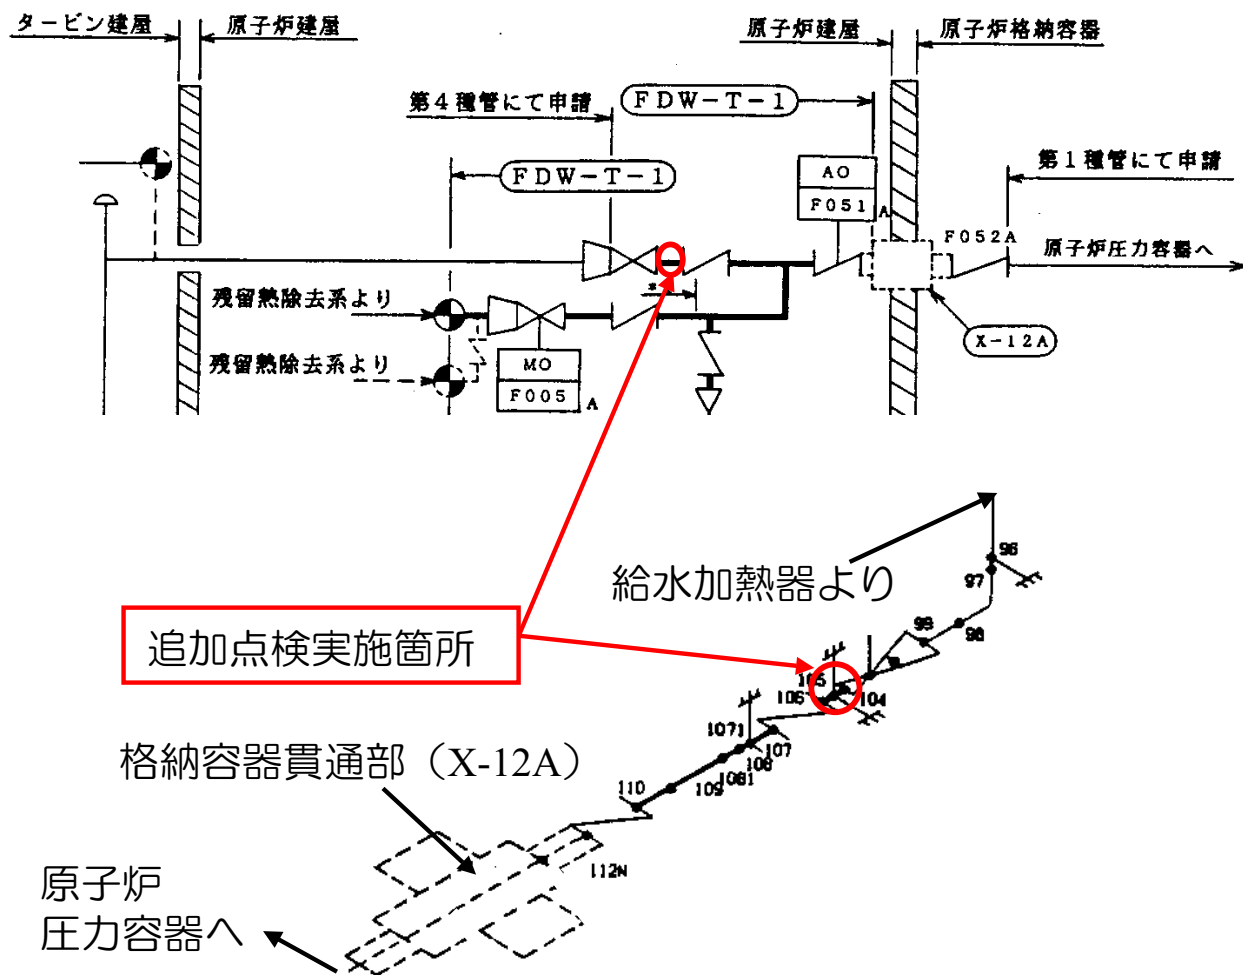 タービン建屋
原子炉建屋
原子炉建屋
原子炉格納容器
第4種管にて申請
FDW-T-1
FDW-T-1
第1種管にて申請
AO
F051
A
F052A
原子炉圧力容器へ
残留熱除去系より
*
X-12A
残留熱除去系より
MO
F005
A
給水加熱器より
96
97
98
99
追加点検実施箇所
105
106
104
1071
107
108
1081
109
110
格納容器貫通部(X-12A)
112N
原子炉
圧力容器へ